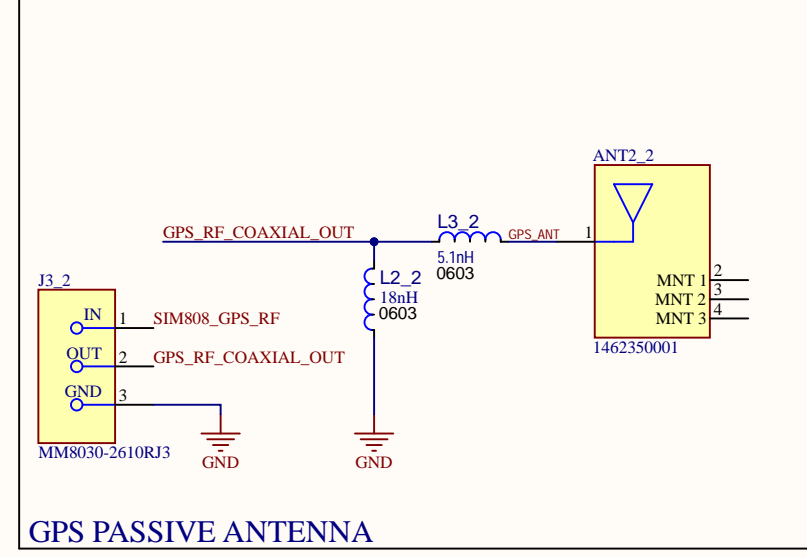 ANT2_2
L3_2
GPS_RF_COAXIAL_OUT
GPS_ANT
1
5.1nH
0603
L2_2
18nH
0603
MNT 1
2
MNT 2
3
MNT 3
4
1462350001
J3_2
IN
1
SIM808_GPS_RF
OUT
2
GPS_RF_COAXIAL_OUT
GND
3
MM8030-2610RJ3
GND
GND
GPS PASSIVE ANTENNA